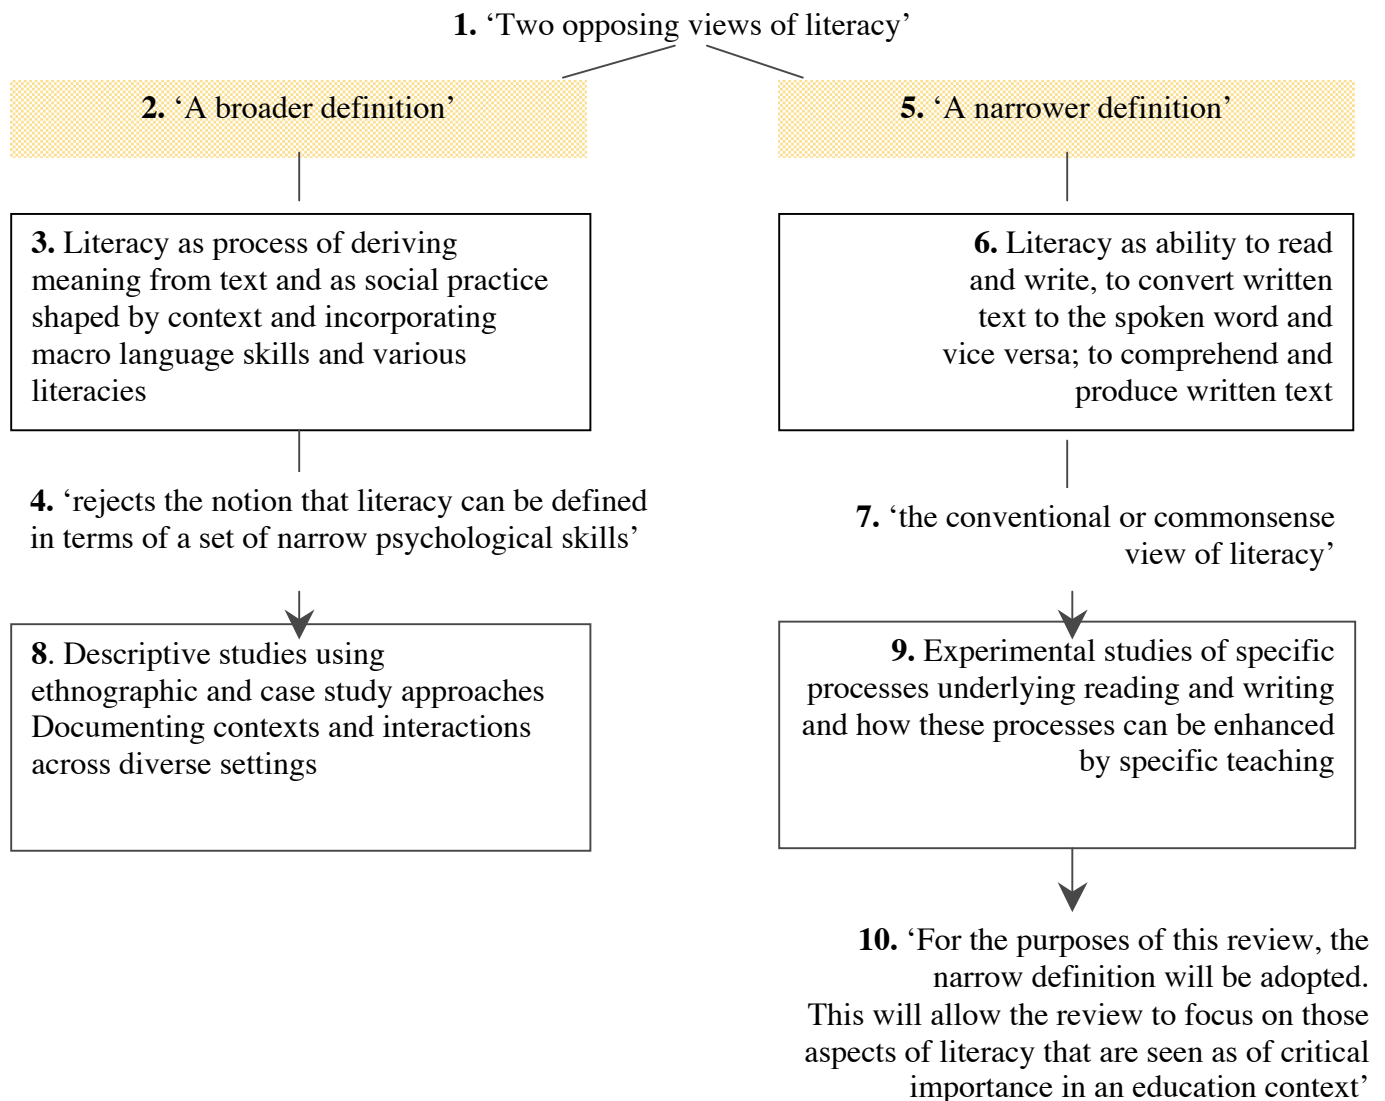 1. ‘Two opposing views of literacy’
2. ‘A broader definition’
3. Literacy as process of deriving
meaning from text and as social practice
shaped by context and incorporating
macro language skills and various
literacies
4. ‘rejects the notion that literacy can be defined
in terms of a set of narrow psychological skills’
5. ‘A narrower definition’
6. Literacy as ability to read
and write, to convert written
text to the spoken word and
vice versa; to comprehend and
produce written text
7. ‘the conventional or commonsense
view of literacy’
8. Descriptive studies using
ethnographic and case study approaches
Documenting contexts and interactions
across diverse settings
9. Experimental studies of specific
processes underlying reading and writing
and how these processes can be enhanced
by specific teaching
10. ‘For the purposes of this review, the
narrow definition will be adopted.
This will allow the review to focus on those
aspects of literacy that are seen as of critical
importance in an education context’